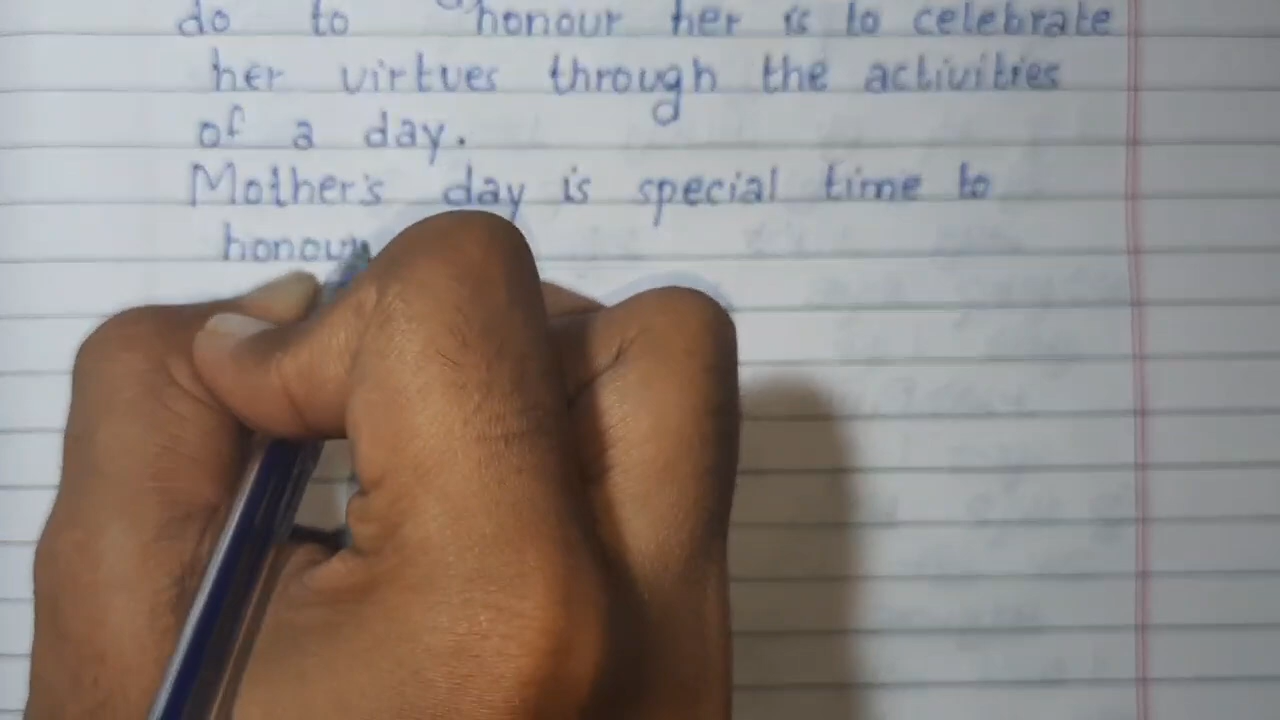 do to honour her is to celebrate
her virtues through the activities
of a day.
Mother's day is special time to
honour